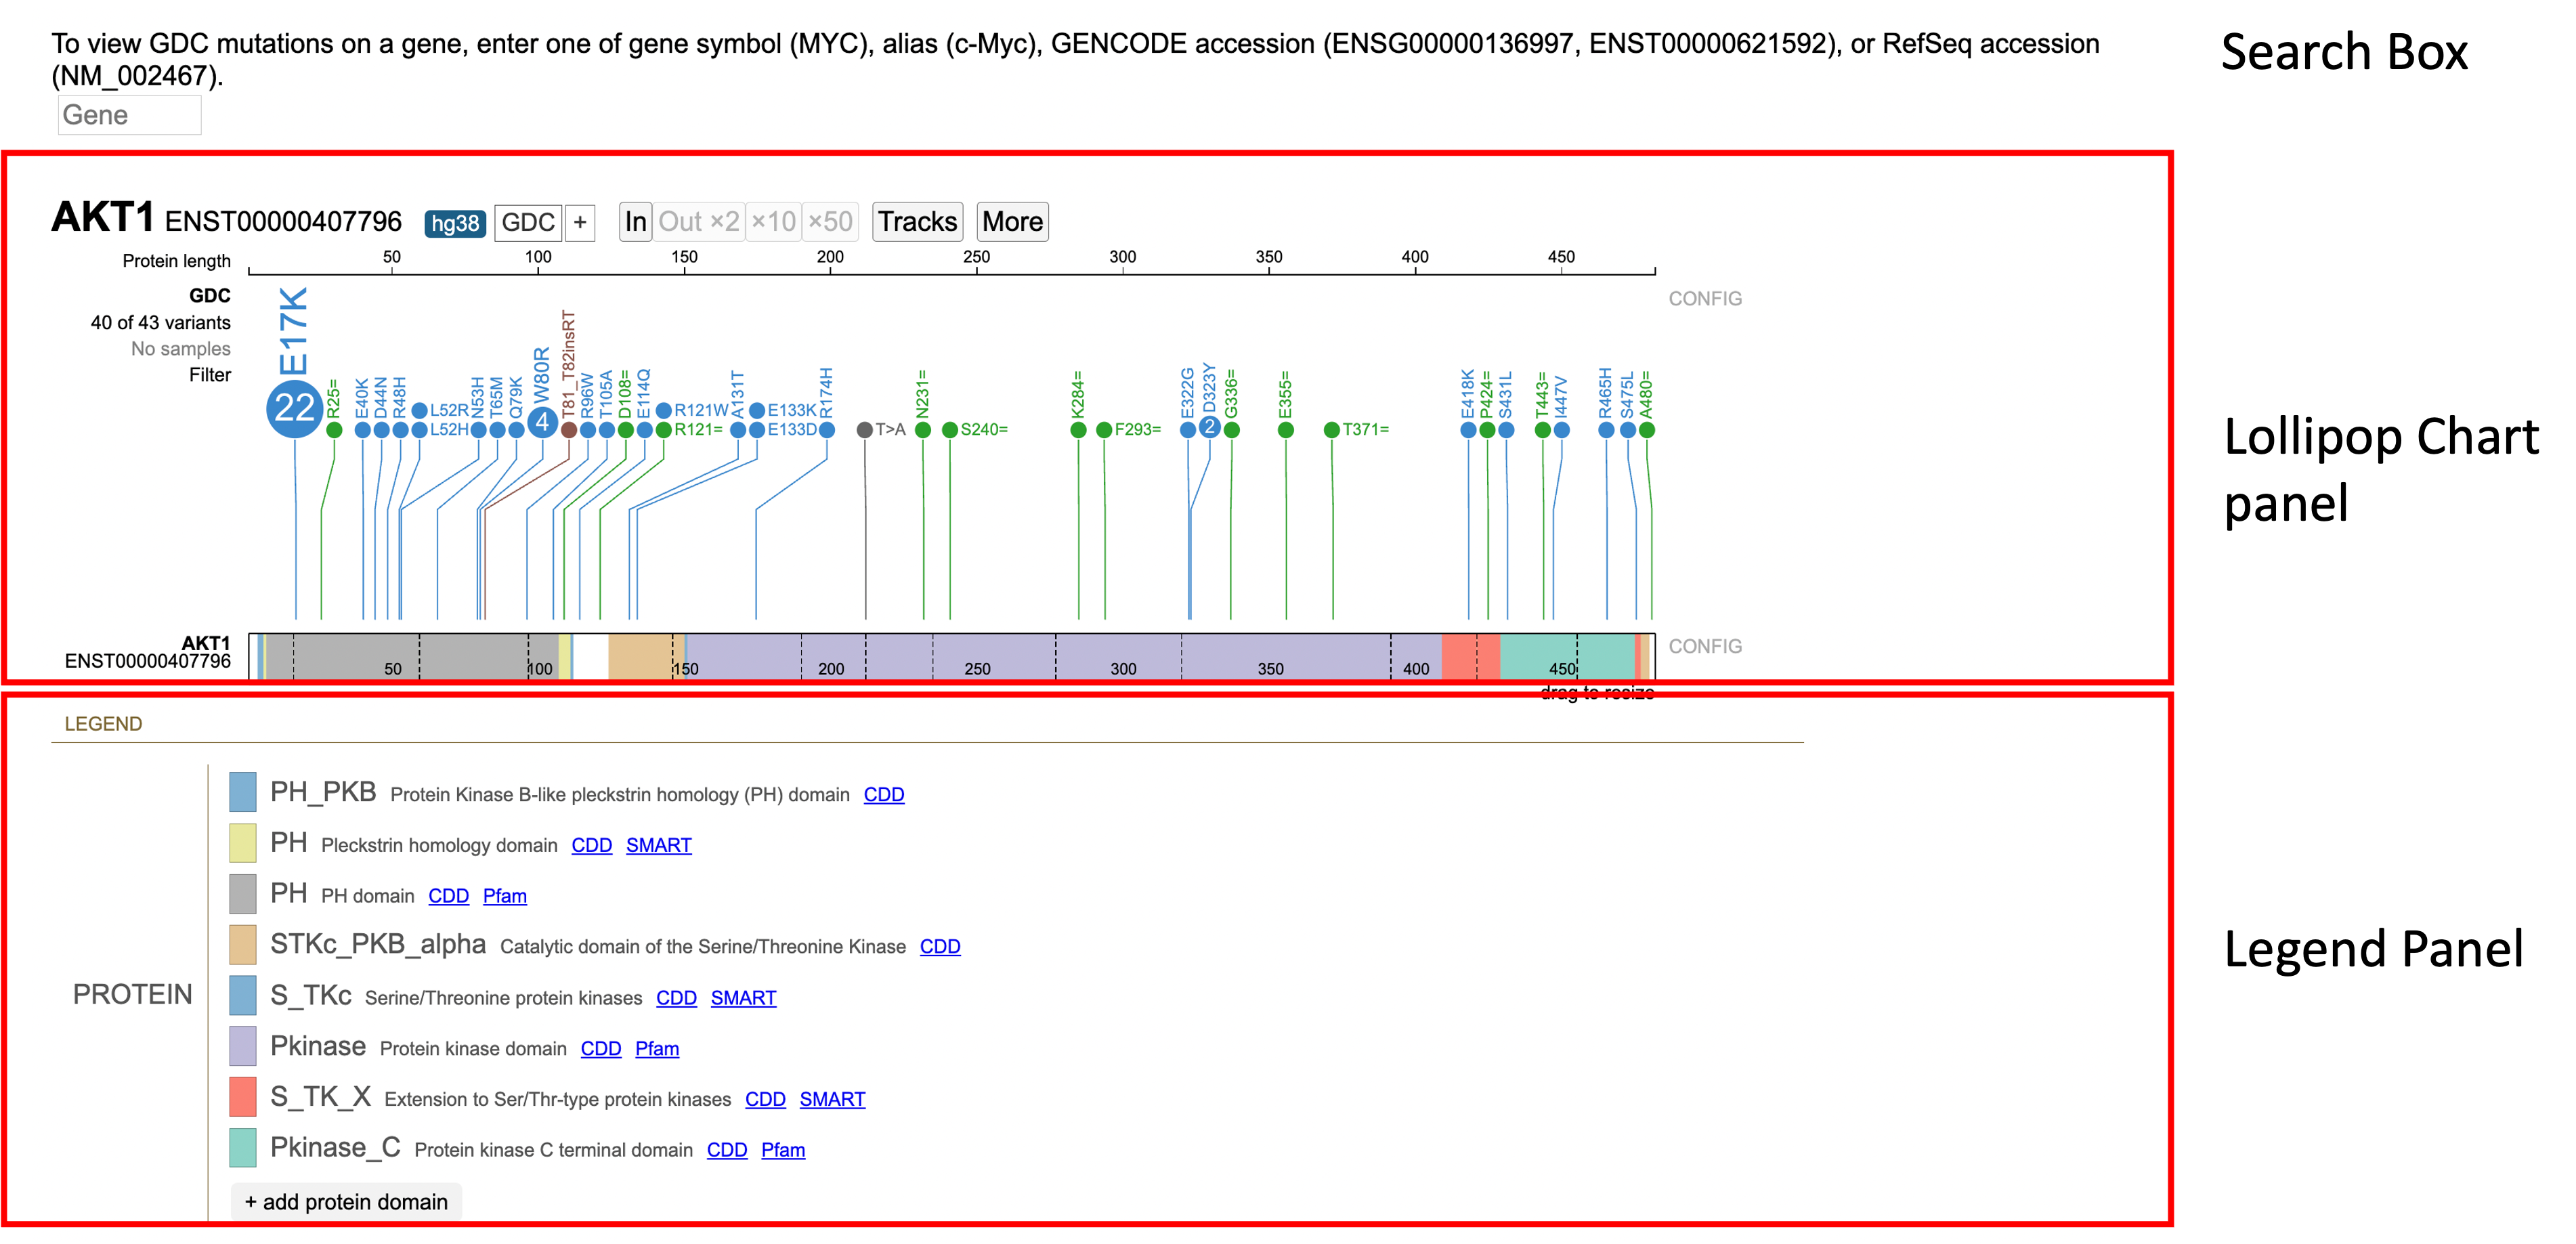 To view GDC mutations on a gene, enter one of gene symbol (MYC), alias (c-Myc), GENCODE accession (ENSG00000136997, ENST00000621592), or RefSeq accession
(NM_002467).
Gene
Search Box
AKT1 ENST00000407796 hg38 GDC + In Out ×2 ×10 ×50 Tracks More
Protein length 50 100 150 200 250 300 350 400 450
GDC
CONFIG
40 of 43 variants
No samples
Filter
E17K
22
R25=
E40K
D44N
R48H
L52R
L52H
N53H
T65M
Q79K
W80R
4
T81_T82insRT
R96W
T105A
D108=
E114Q
R121W
R121=
A131T
E133K
E133D
R174H
T>A
N231=
S240=
K284=
F293=
E322G
D323Y
2
G336=
E355=
T371=
E418K
P424=
S431L
T443=
I447V
R465H
S475L
A480=
Lollipop Chart
panel
AKT1
ENST00000407796
CONFIG
50 100 150 200 250 300 350 400 450
drag to resize
LEGEND
PROTEIN
PH_PKB Protein Kinase B-like pleckstrin homology (PH) domain CDD
PH Pleckstrin homology domain CDD SMART
PH PH domain CDD Pfam
STKc_PKB_alpha Catalytic domain of the Serine/Threonine Kinase CDD
S_TKc Serine/Threonine protein kinases CDD SMART
Pkinase Protein kinase domain CDD Pfam
S_TK_X Extension to Ser/Thr-type protein kinases CDD SMART
Pkinase_C Protein kinase C terminal domain CDD Pfam
+ add protein domain
Legend Panel